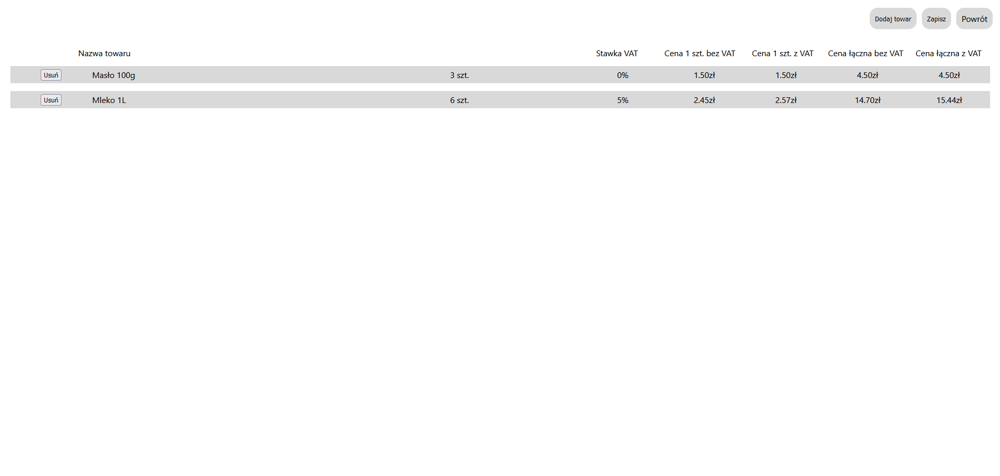 Dodaj towar Zapisz Powrót
Nazwa towaru Stawka VAT Cena 1 szt. bez VAT Cena 1 szt. z VAT Cena łączna bez VAT Cena łączna z VAT
Usuń Masło 100g 3 szt. 0% 1.50zł 1.50zł 4.50zł 4.50zł
Usuń Mleko 1L 6 szt. 5% 2.45zł 2.57zł 14.70zł 15.44zł